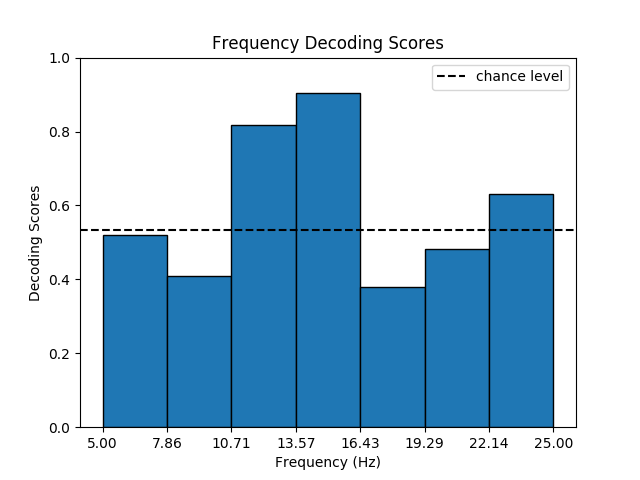 Frequency Decoding Scores
chance level
1.0
0.8
0.6
0.4
0.2
0.0
Decoding Scores
5.00 7.86 10.71 13.57 16.43 19.29 22.14 25.00
Frequency (Hz)